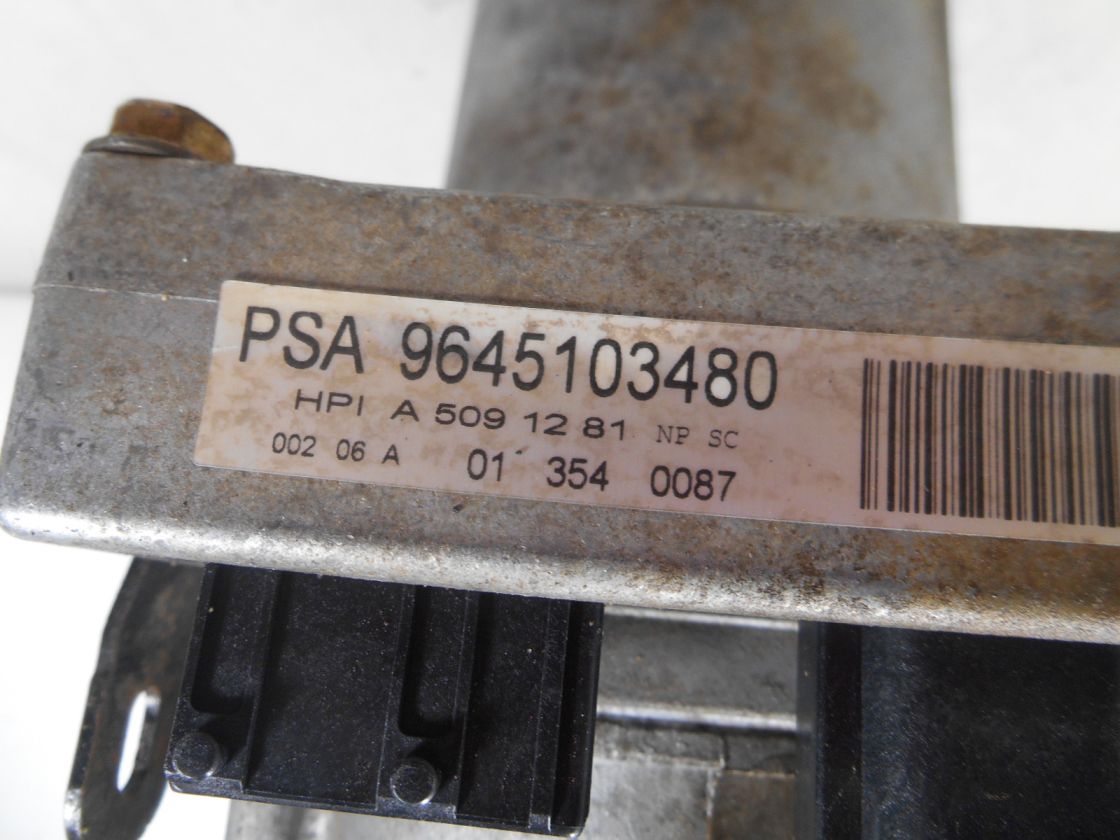 PSA 9645103480
HPI A 509 12 81 NP SC
002 06 A 01 354 0087